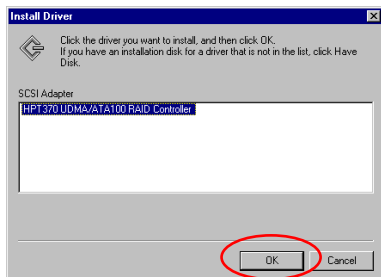 Install Driver
Click the driver you want to install, and then click OK.
If you have an installation disk for a driver that is not in the list, click Have
Disk.
SCSI Adapter
HPT370 UDMA/ATA100 RAID Controller
OK
Cancel